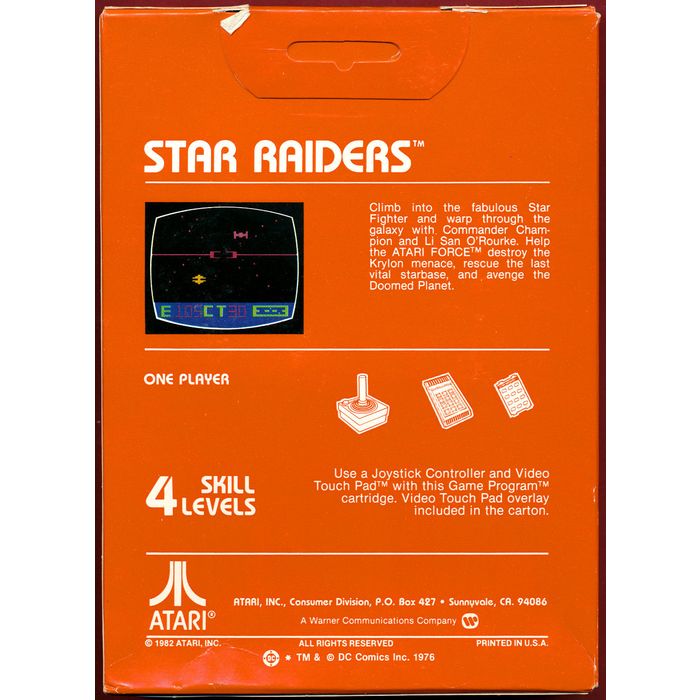 STAR RAIDERS™
Climb into the fabulous Star
Fighter and warp through the
galaxy with Commander Cham-
pion and Li San O'Rourke. Help
the ATARI FORCE™ destroy the
Krylon menace, rescue the last
vital starbase, and avenge the
Doomed Planet.
E 105CT30 E
ONE PLAYER
4 SKILL
LEVELS
Use a Joystick Controller and Video
Touch Pad™ with this Game Program™
cartridge. Video Touch Pad overlay
included in the carton.
ATARI®
ATARI, INC., Consumer Division, P.O. Box 427 • Sunnyvale, CA. 94086
A Warner Communications Company
© 1982 ATARI, INC.
ALL RIGHTS RESERVED
PRINTED IN U.S.A.
DC * TM & © DC Comics Inc. 1976